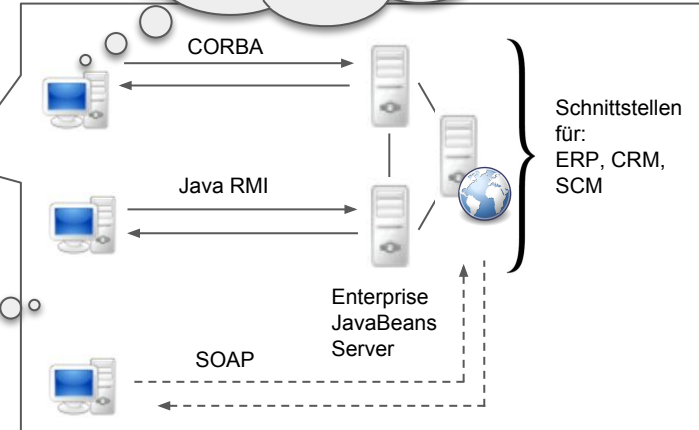 CORBA
Schnittstellen
für:
ERP, CRM,
SCM
Java RMI
Enterprise
JavaBeans
Server
SOAP